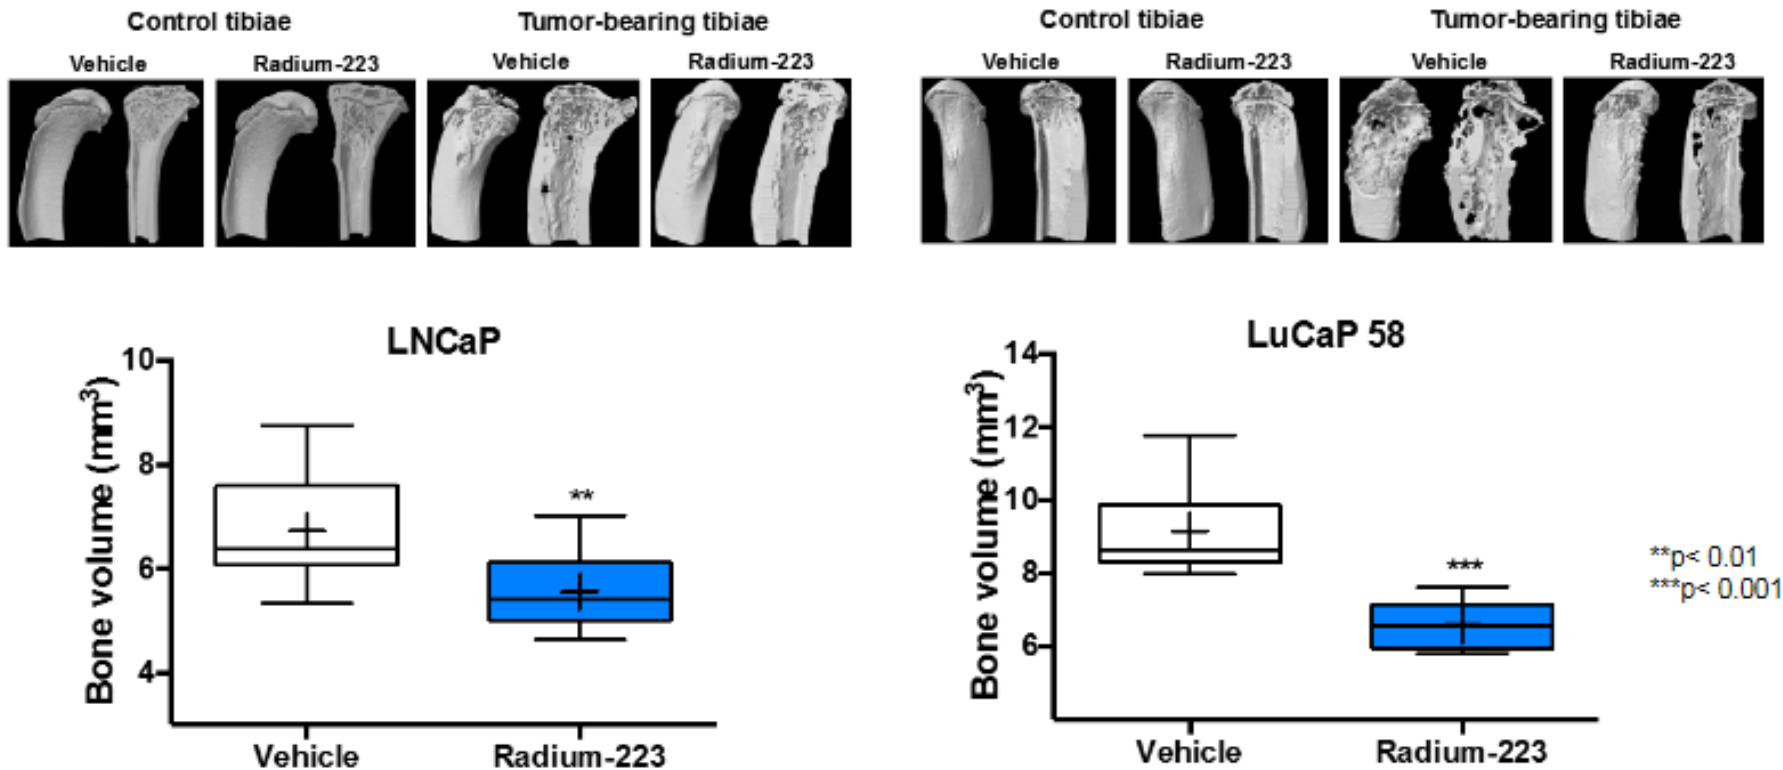 Control tibiae
Tumor-bearing tibiae
Vehicle
Radium-223
Vehicle
Radium-223
Control tibiae
Tumor-bearing tibiae
Vehicle
Radium-223
Vehicle
Radium-223
LNCaP
Bone volume (mm³)
10
8
6
4
**
Vehicle
Radium-223
LuCaP 58
Bone volume (mm³)
14
12
10
8
6
***
Vehicle
Radium-223
**p< 0.01
***p< 0.001